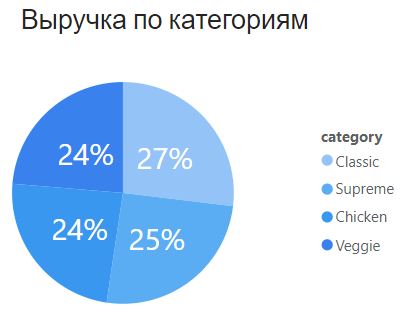 Выручка по категориям
24%
27%
24%
25%
category
Classic
Supreme
Chicken
Veggie